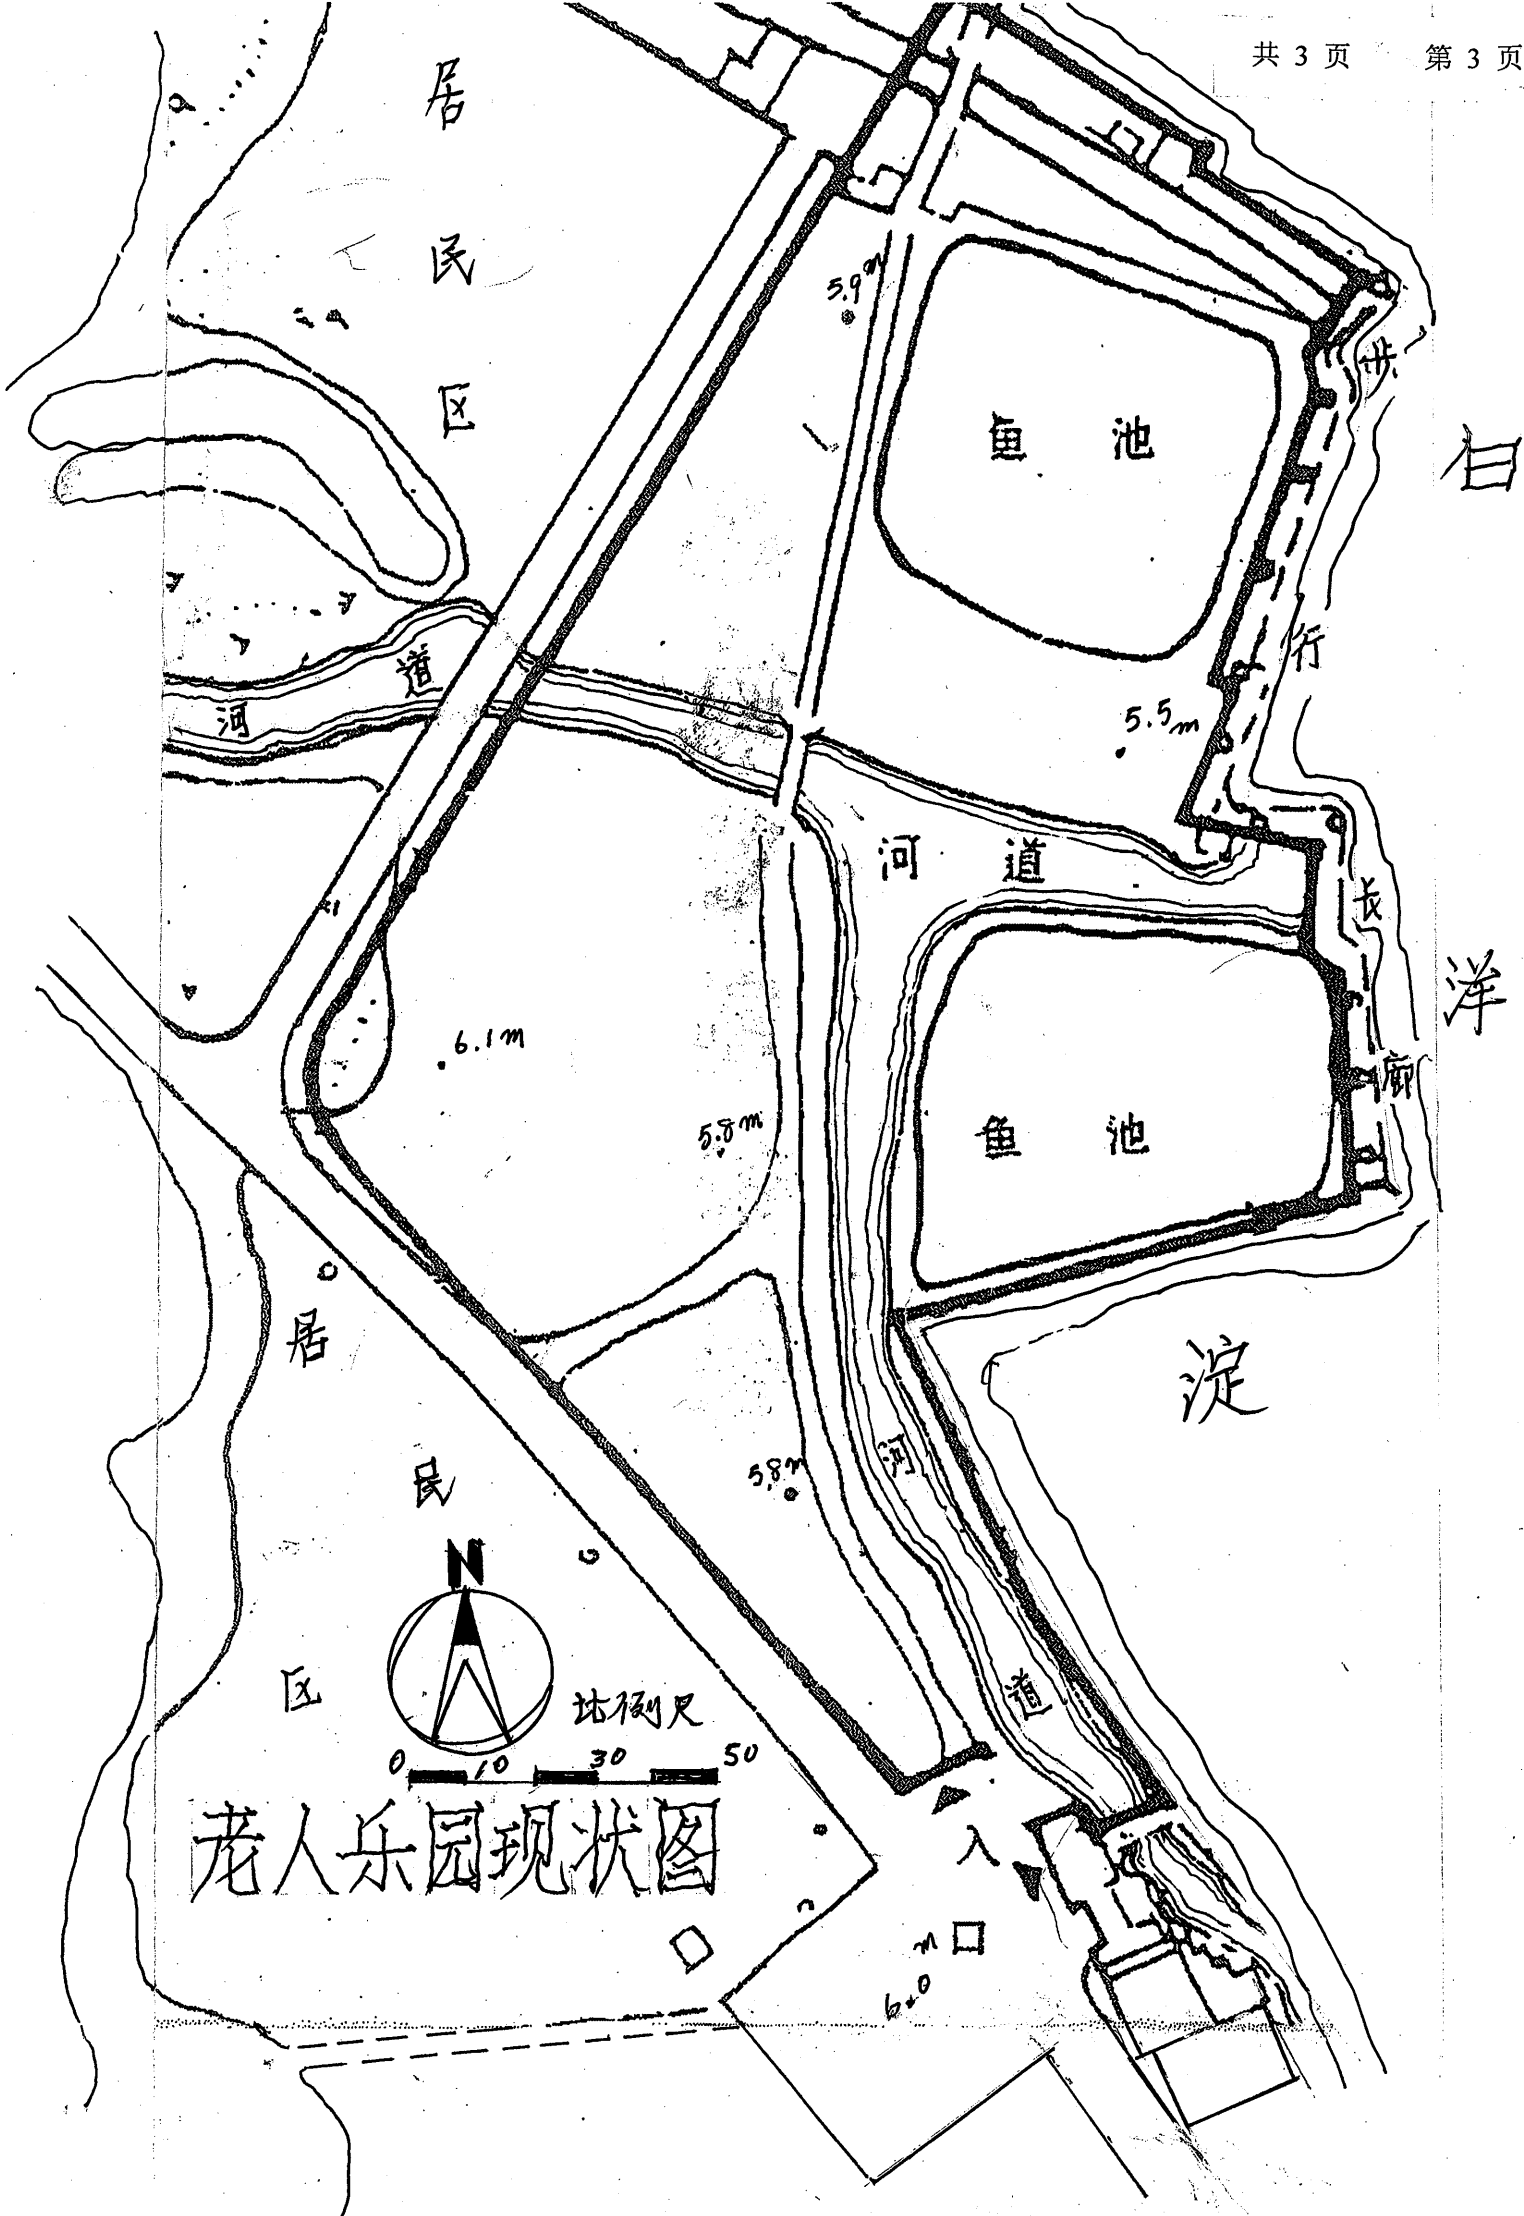 共 3 页 第 3 页
居民区
5.9m
鱼池
白洋淀
行长廊
5.5m
河道
河道
6.1m
5.8m
鱼池
居民区
5.8m
河道
N
比例尺
0 10 30 50
老人乐园现状图
入口
6.0m